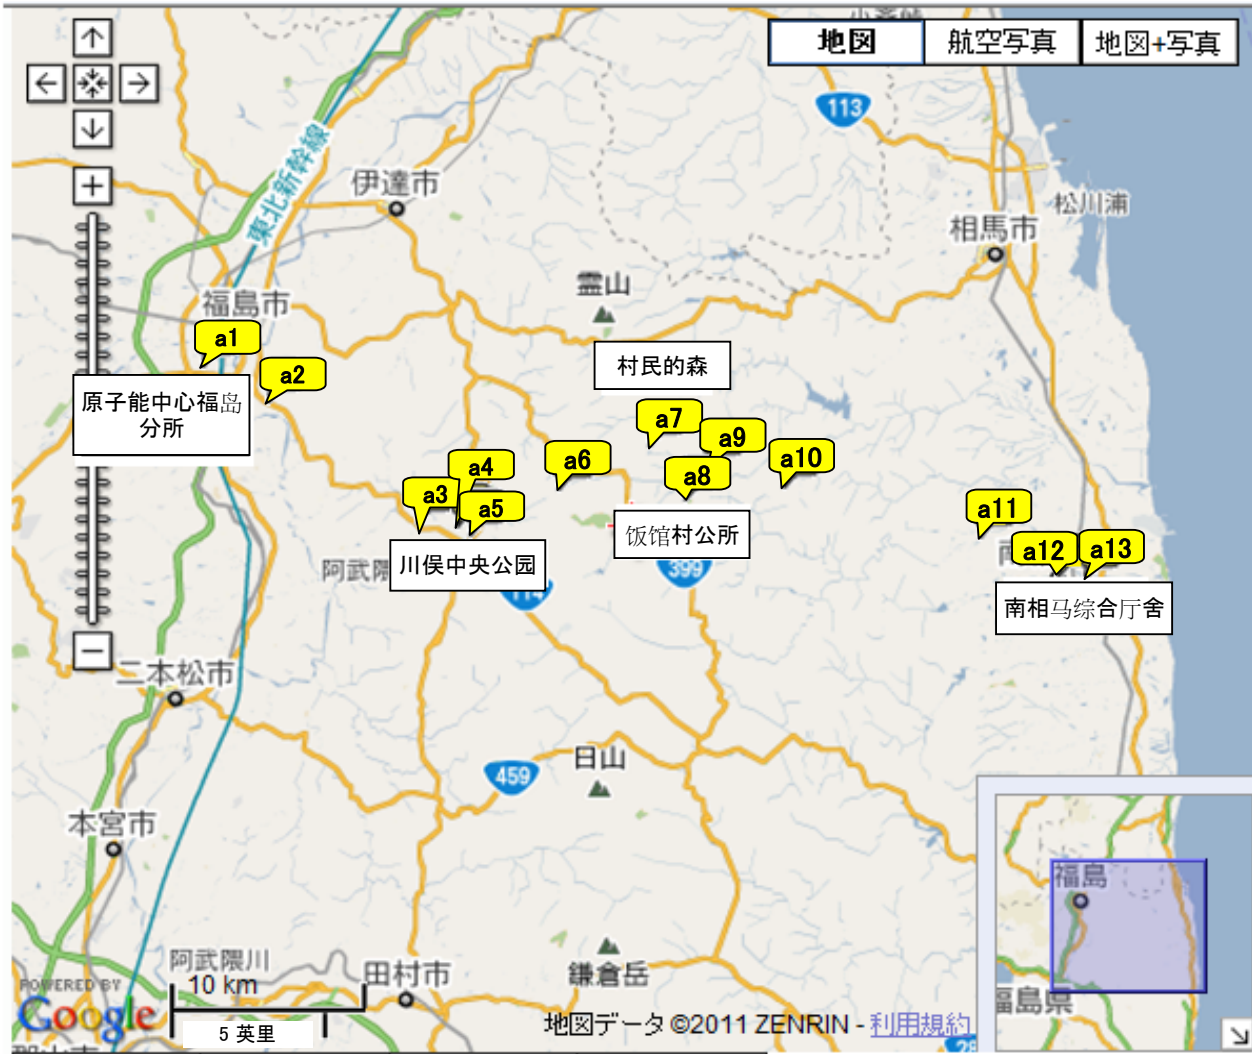 地図
航空写真
地図+写真
113
東北新幹線
伊達市
松川浦
相馬市
霊山
福島市
a1
a2
村民的森
原子能中心福岛
分所
a7
a9
a4
a6
a8
a10
a3
a5
a11
饭馆村公所
a12
a13
川俣中央公园
阿武隈
399
114
南相马综合厅舍
二本松市
日山
459
本宮市
福島
阿武隈川
田村市
鎌倉岳
10 km
POWERED BY
Google
5 英里
地図データ ©2011 ZENRIN - 利用規約
福島県